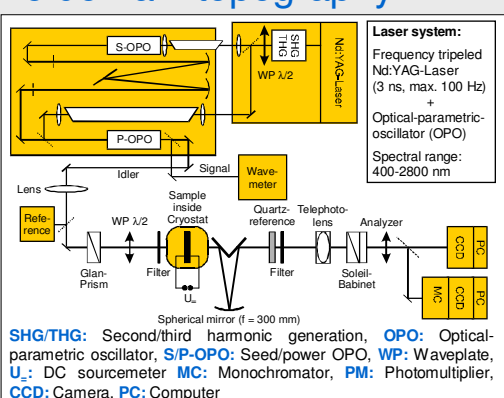 S-OPO
SHG
THG
WP λ/2
Nd:YAG-Laser
P-OPO
Laser system:
Frequency tripeled
Nd:YAG-Laser
(3 ns, max. 100 Hz)
+
Optical-parametric-
oscillator (OPO)
Spectral range:
400-2800 nm
Idler
Signal
Wave-
meter
Lens
Refe-
rence
WP λ/2
Sample
inside
Cryostat
Quartz-
reference
Telephoto-
lens
Analyzer
Glan-
Prism
Filter
U=
Filter
Soleil-
Babinet
CCD
PC
MC
CCD
PC
Spherical mirror (f = 300 mm)
SHG/THG: Second/third harmonic generation, OPO: Optical-
parametric oscillator, S/P-OPO: Seed/power OPO, WP: Waveplate,
U=: DC sourcemeter MC: Monochromator, PM: Photomultiplier,
CCD: Camera, PC: Computer